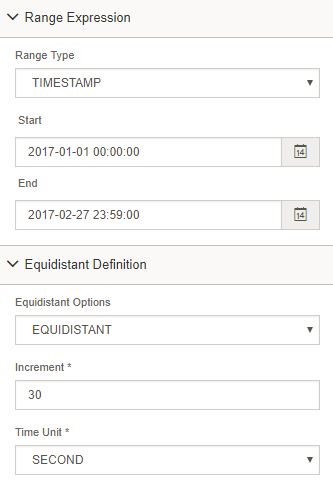 Range Expression
Range Type
TIMESTAMP
Start
2017-01-01 00:00:00
14
End
2017-02-27 23:59:00
14
Equidistant Definition
Equidistant Options
EQUIDISTANT
Increment *
30
Time Unit *
SECOND